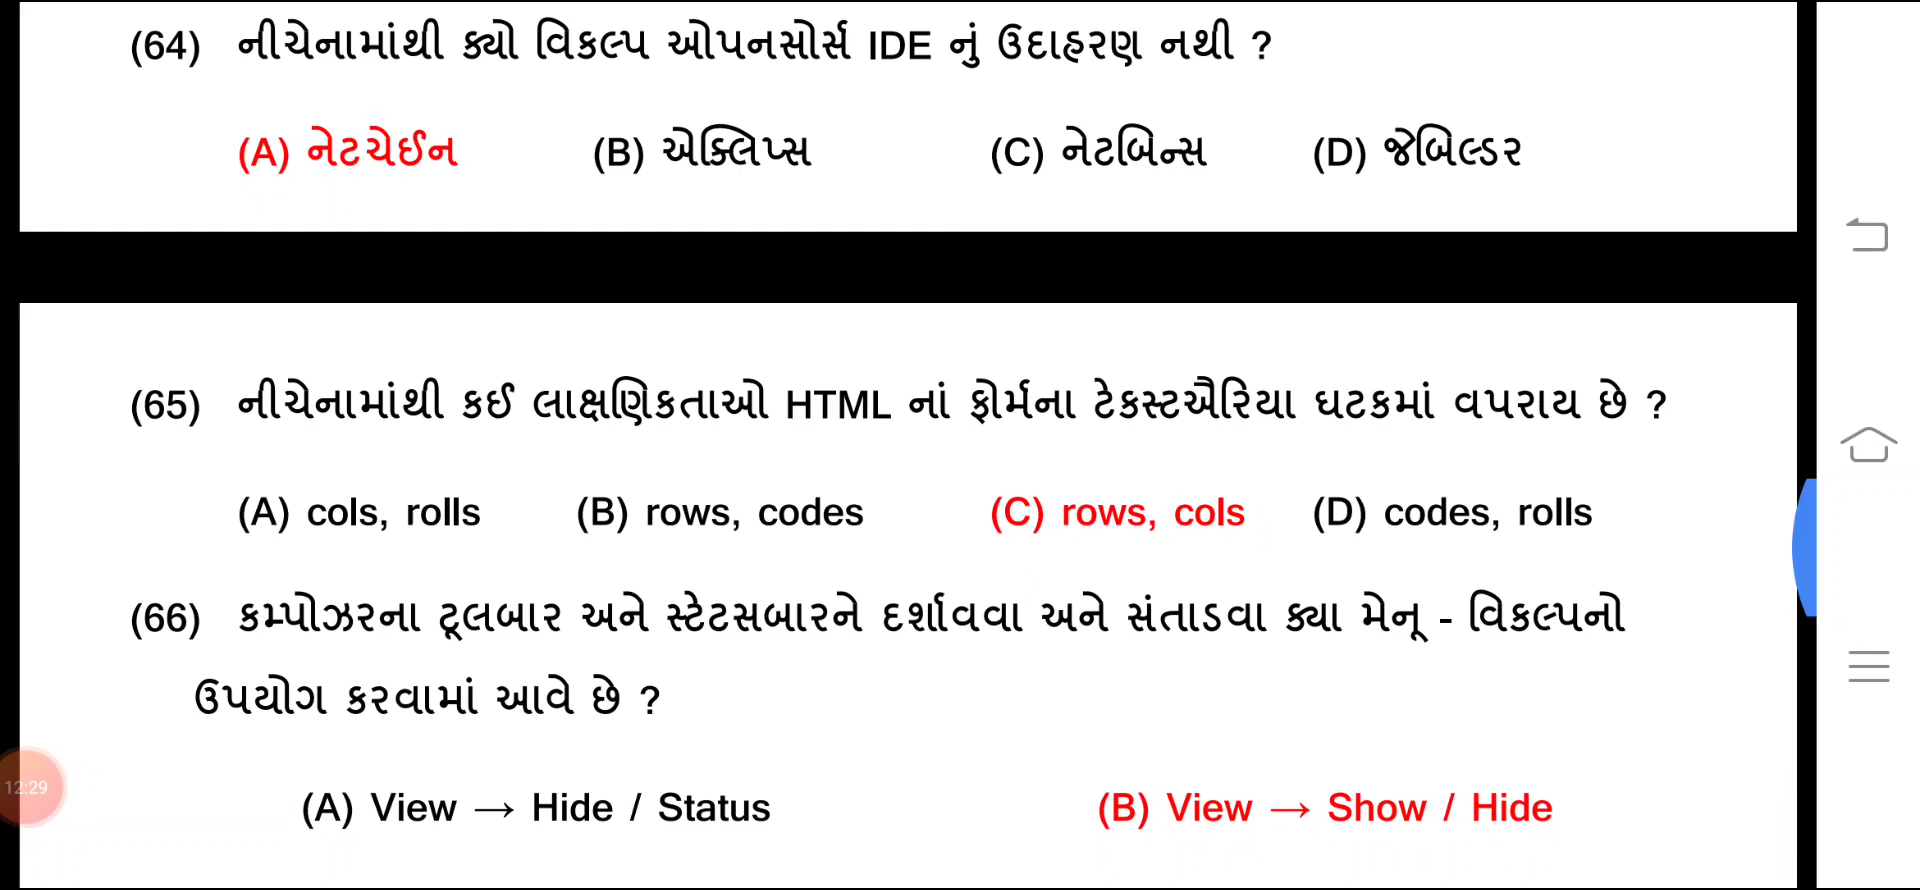 (64) નીચેનામાંથી ક્યો વિકલ્પ ઓપનસોર્સ IDE નું ઉદાહરણ નથી ?
(A) નેટચેઈન (B) એક્લિપ્સ (C) નેટબિન્સ (D) જેબિલ્ડર
(65) નીચેનામાંથી કઈ લાક્ષણિકતાઓ HTML નાં ફોર્મના ટેકસ્ટઐરિયા ઘટકમાં વપરાય છે ?
(A) cols, rolls (B) rows, codes (C) rows, cols (D) codes, rolls
(66) કમ્પોઝરના ટૂલબાર અને સ્ટેટસબારને દર્શાવવા અને સંતાડવા ક્યા મેનૂ - વિકલ્પનો
ઉપયોગ કરવામાં આવે છે ?
12:29
(A) View → Hide / Status (B) View → Show / Hide